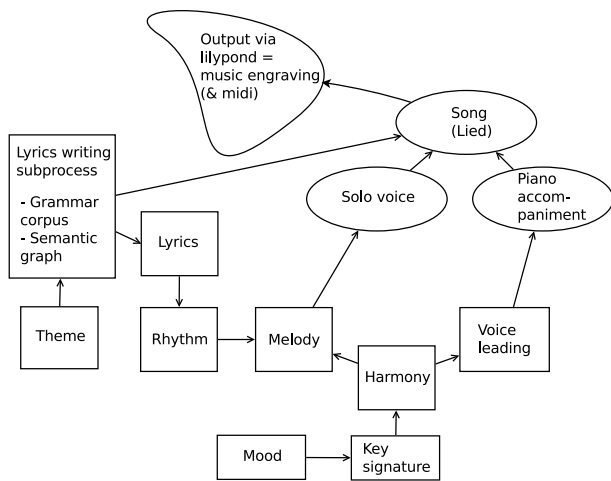 Output via
lilypond =
music engraving
(& midi)
Song
(Lied)
Lyrics writing
subprocess
- Grammar
corpus
- Semantic
graph
Solo voice
Piano
accom-
paniment
Lyrics
Theme
Rhythm
Melody
Voice
leading
Harmony
Mood
Key
signature